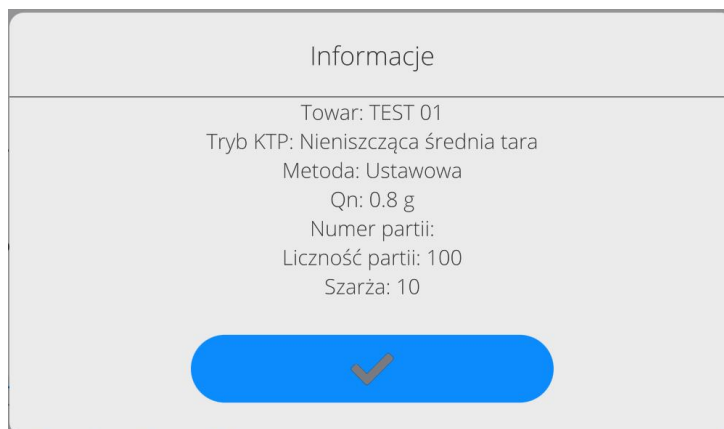 Informacje
Towar: TEST 01
Tryb KTP: Nieniszcząca średnia tara
Metoda: Ustawowa
Qn: 0.8 g
Numer partii:
Liczność partii: 100
Szarża: 10